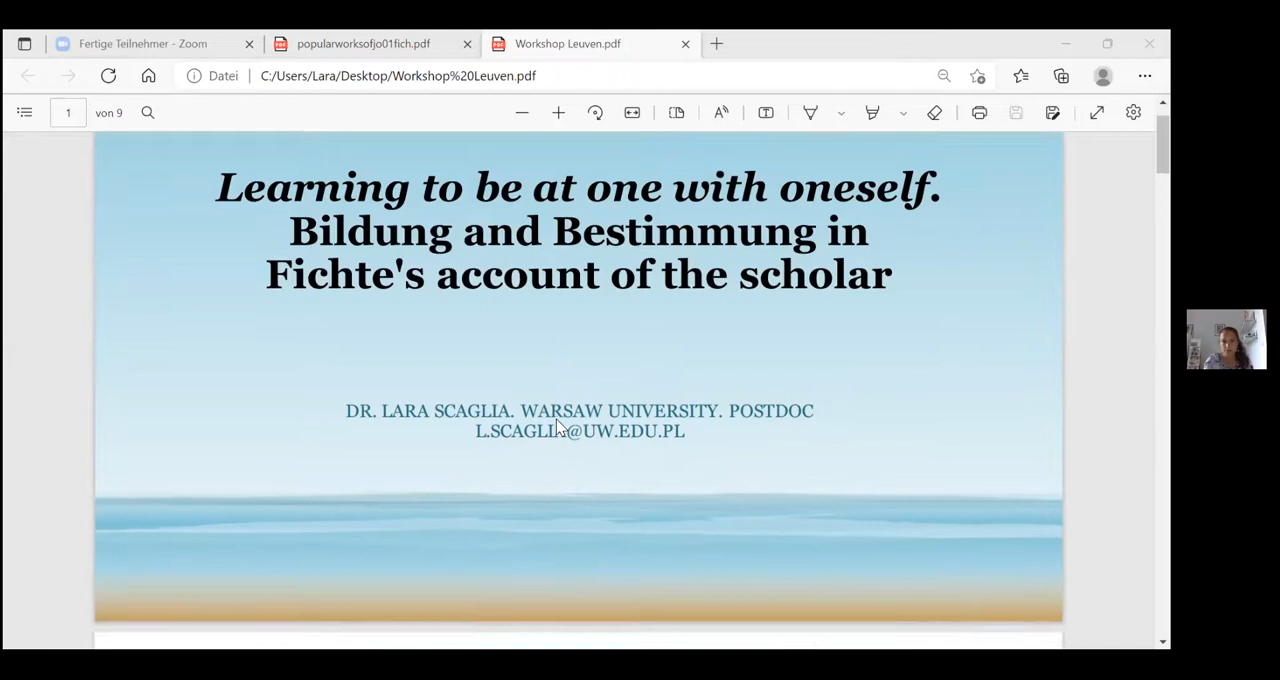 Fertige Teilnehmer - Zoom
popularworksofjo01fich.pdf
Workshop Leuven.pdf
Datei
C:/Users/Lara/Desktop/Workshop%20Leuven.pdf
1 von 9
Learning to be at one with oneself.
Bildung and Bestimmung in
Fichte's account of the scholar
DR. LARA SCAGLIA. WARSAW UNIVERSITY. POSTDOC
L.SCAGLIA@UW.EDU.PL